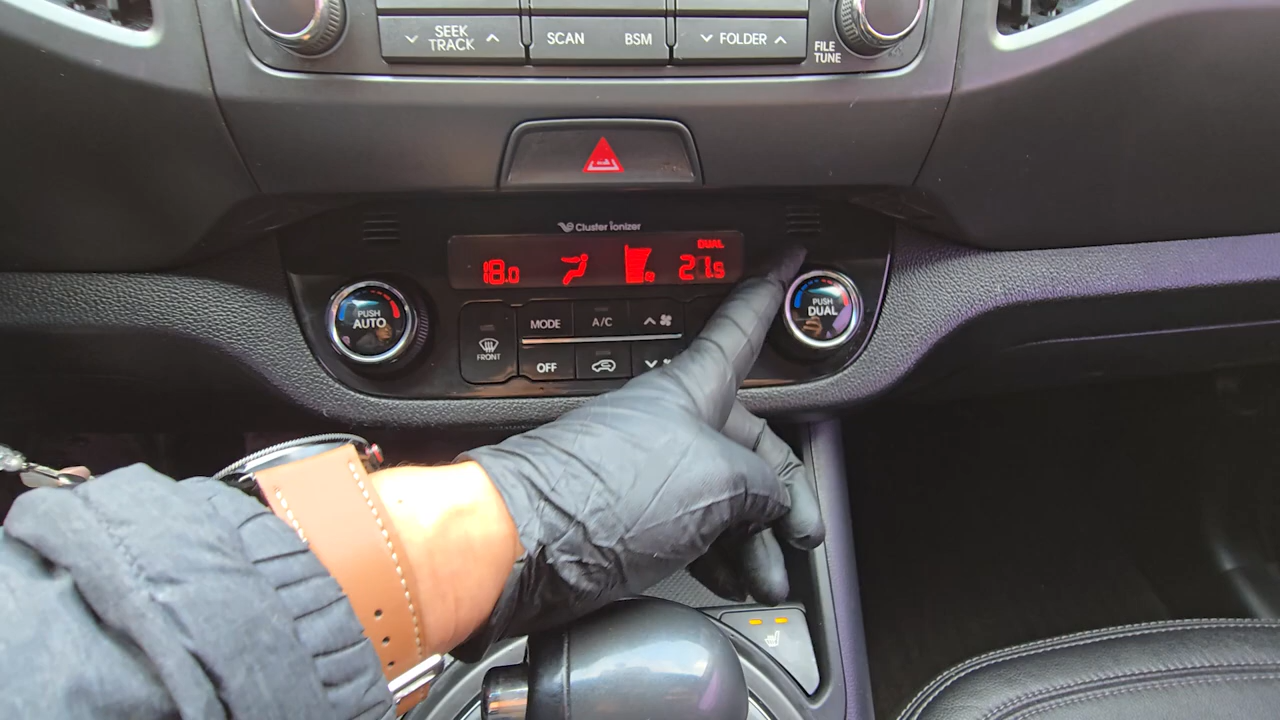 SEEK
TRACK
SCAN
BSM
FOLDER
FILE
TUNE
Cluster ionizer
DUAL
18.0
21.5
PUSH
AUTO
PUSH
DUAL
MODE
A/C
FRONT
OFF